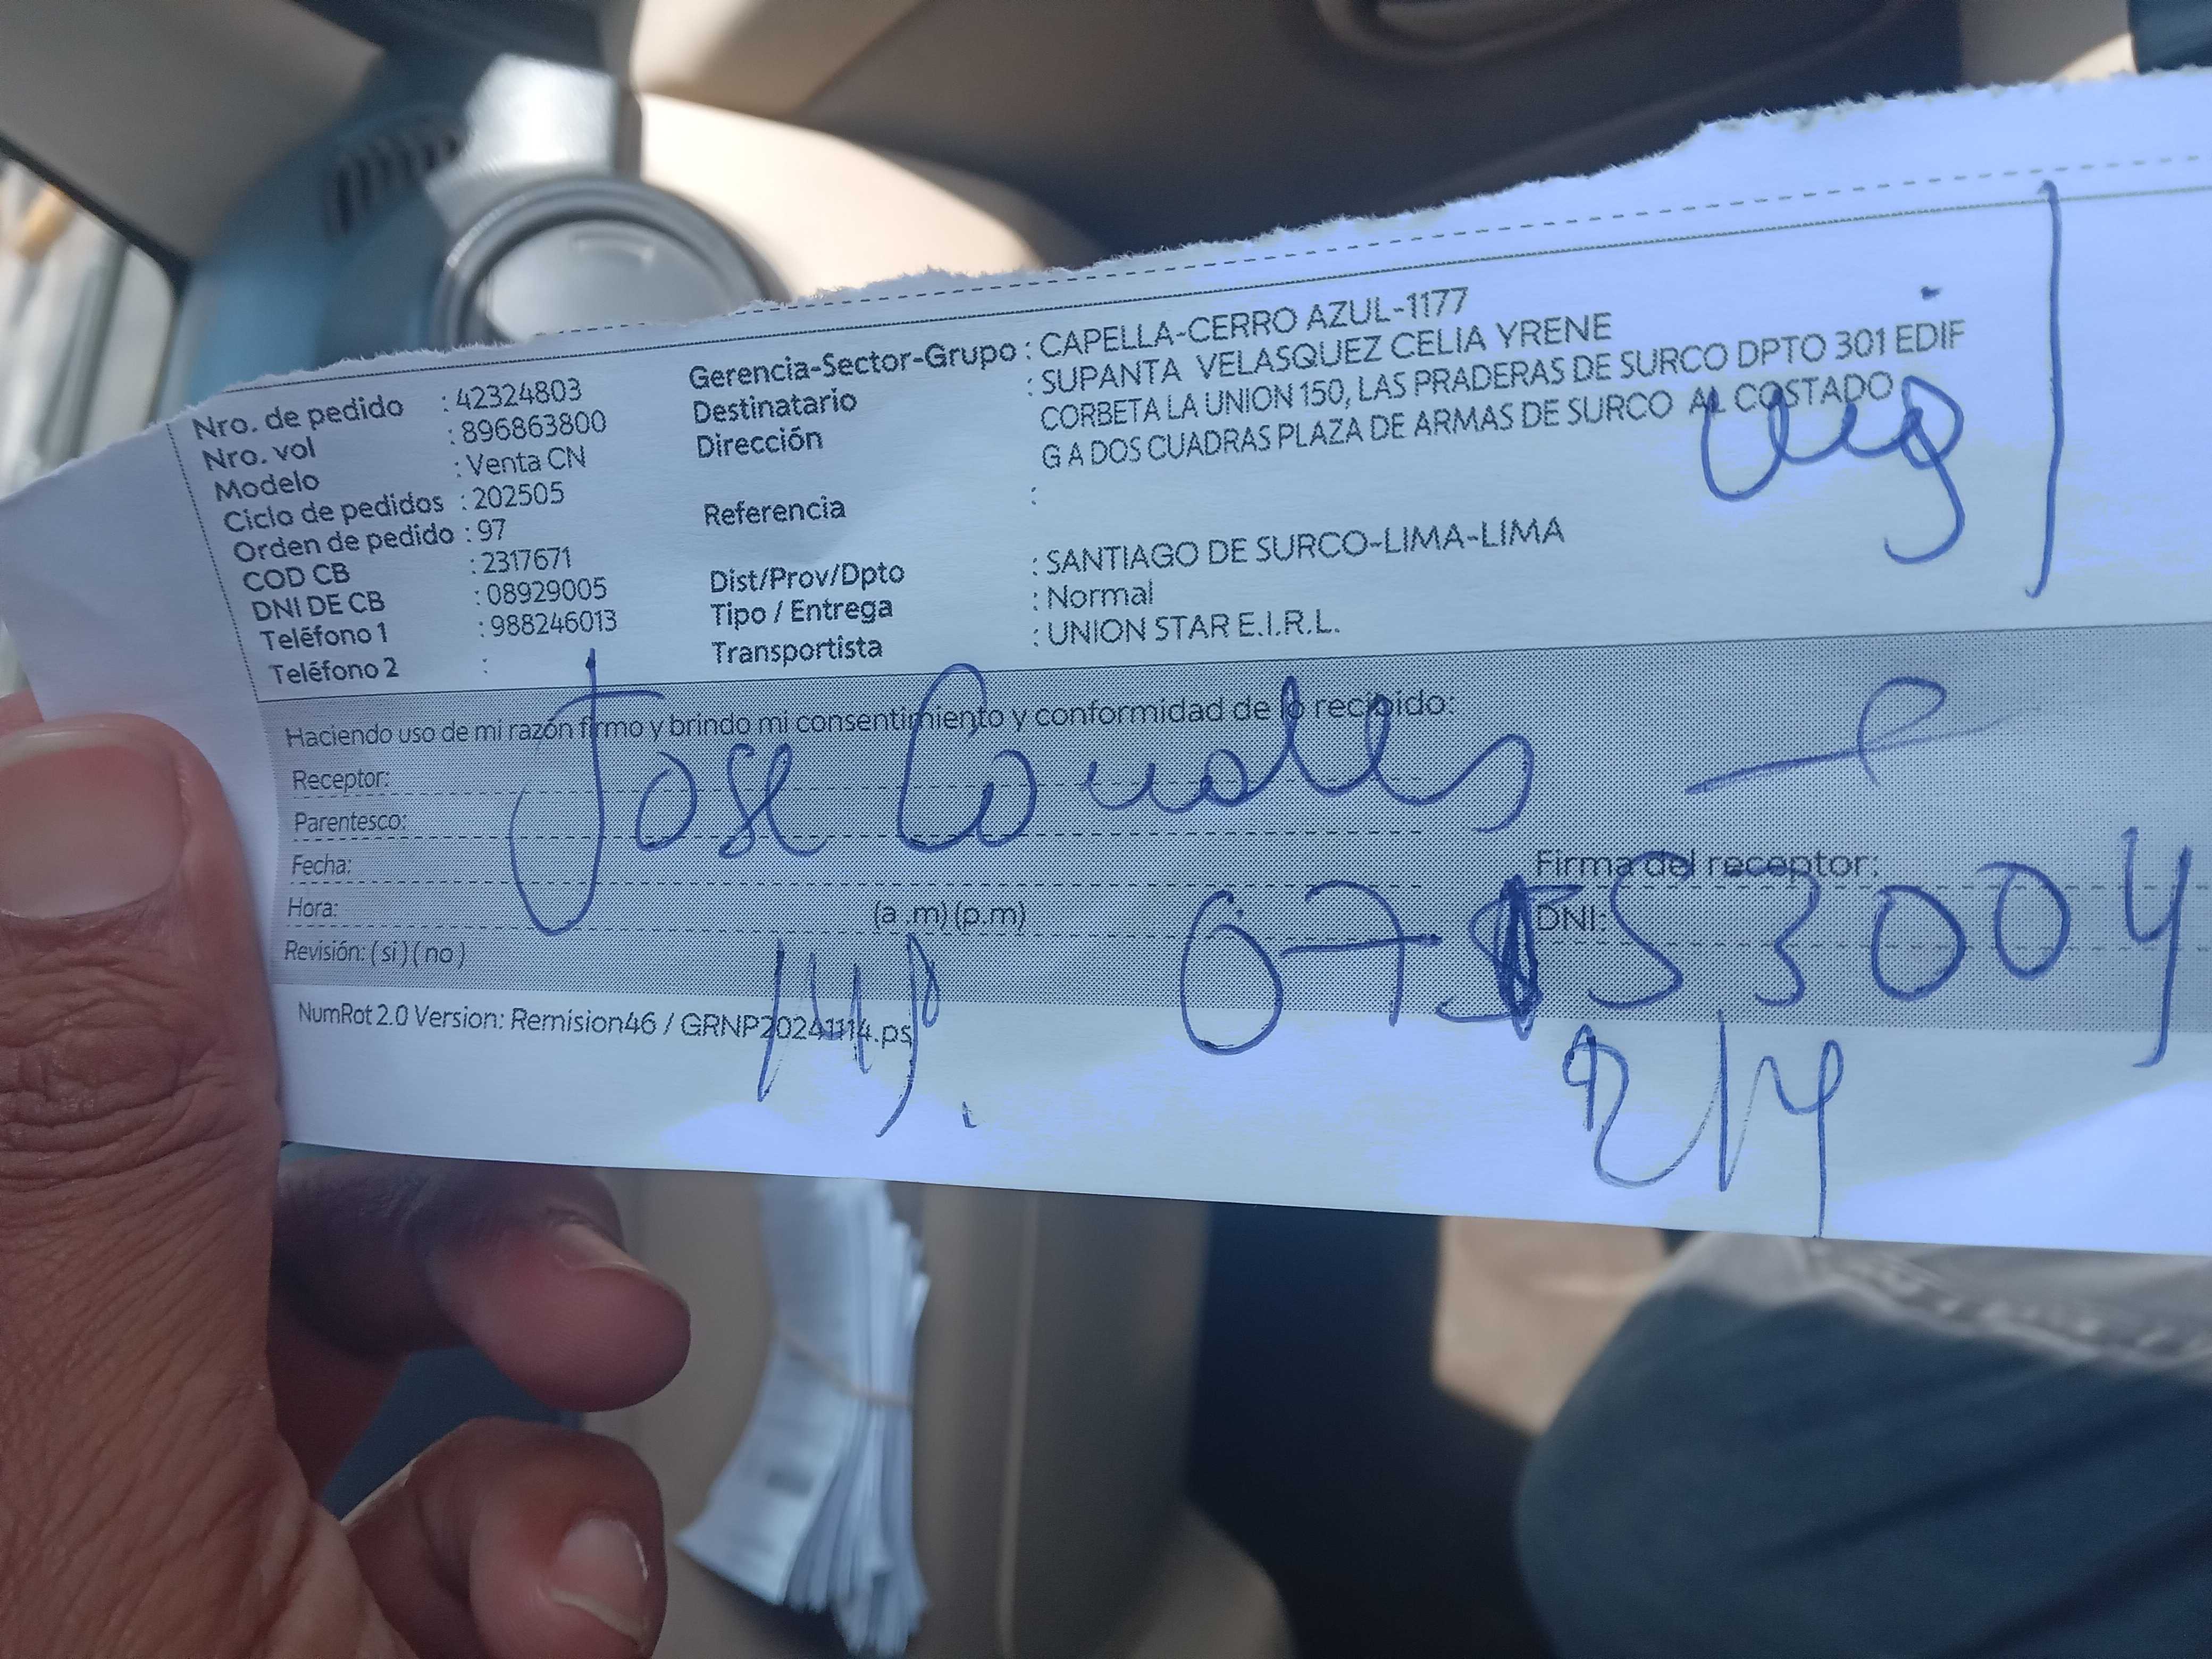 Nro. de pedido : 42324803
Nro. vol : 896863800
Modelo : Venta CN
Ciclo de pedidos : 202505
Orden de pedido : 97
COD CB : 2317671
DNI DE CB : 08929005
Teléfono 1 : 988246013
Teléfono 2 :
Gerencia-Sector-Grupo : CAPELLA-CERRO AZUL-1177
Destinatario : SUPANTA VELASQUEZ CELIA YRENE
Dirección CORBETA LA UNION 150, LAS PRADERAS DE SURCO DPTO 301 EDIF
G A DOS CUADRAS PLAZA DE ARMAS DE SURCO AL COSTADO
Referencia :
Dist/Prov/Dpto : SANTIAGO DE SURCO-LIMA-LIMA
Tipo / Entrega : Normal
Transportista : UNION STAR E.I.R.L.
Haciendo uso de mi razón firmo y brindo mi consentimiento y conformidad de lo recibido:
Receptor: Jose
Parentesco:
Fecha:
Firma del receptor:
Hora: (a .m) (p.m)
DNI:
Revisión: ( si ) ( no )
NumRot 2.0 Version: Remision46 / GRNP20241114.ps
2/4